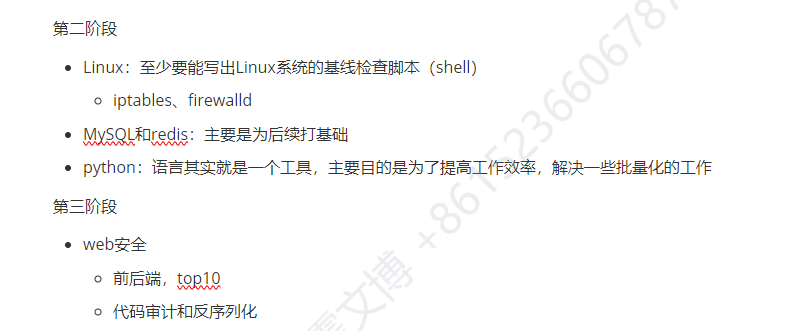 第二阶段
Linux：至少要能写出Linux系统的基线检查脚本（shell）
iptables、firewalld
MySQL和redis：主要是为后续打基础
python：语言其实就是一个工具，主要目的是为了提高工作效率，解决一些批量化的工作
第三阶段
web安全
前后端，top10
代码审计和反序列化
文博 +8615236606787